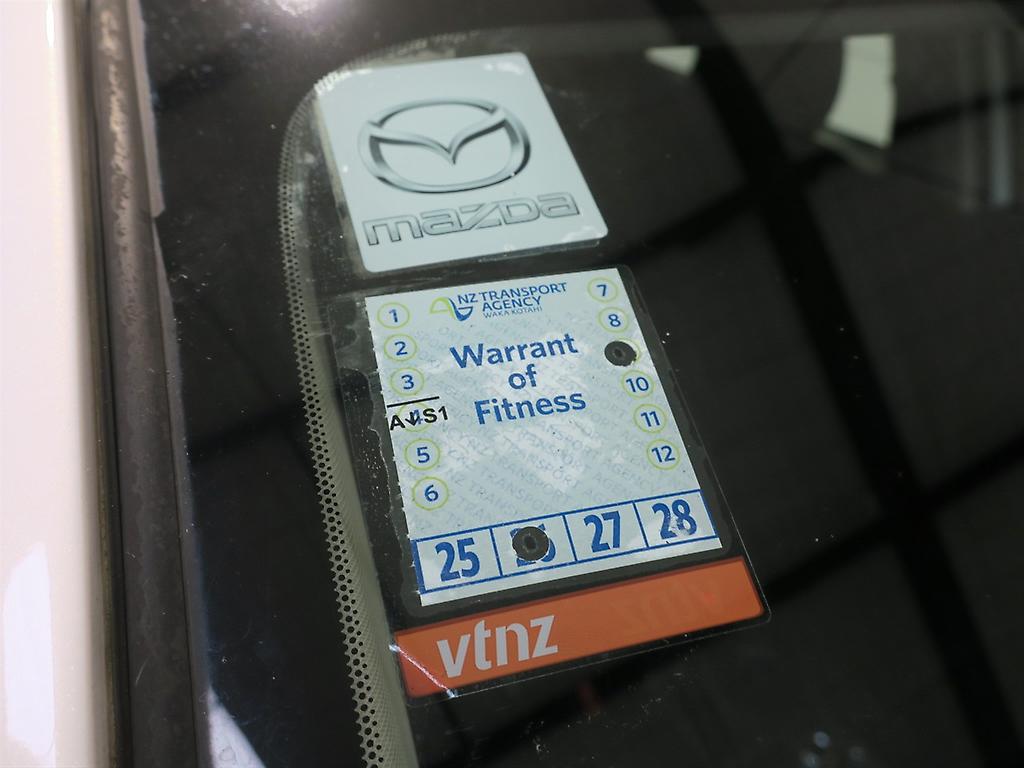 mazda
NZ TRANSPORT
AGENCY
WAKA KOTAHI
Warrant
of
Fitness
1
2
3
5
6
7
8
10
11
12
25
27
28
vtnz